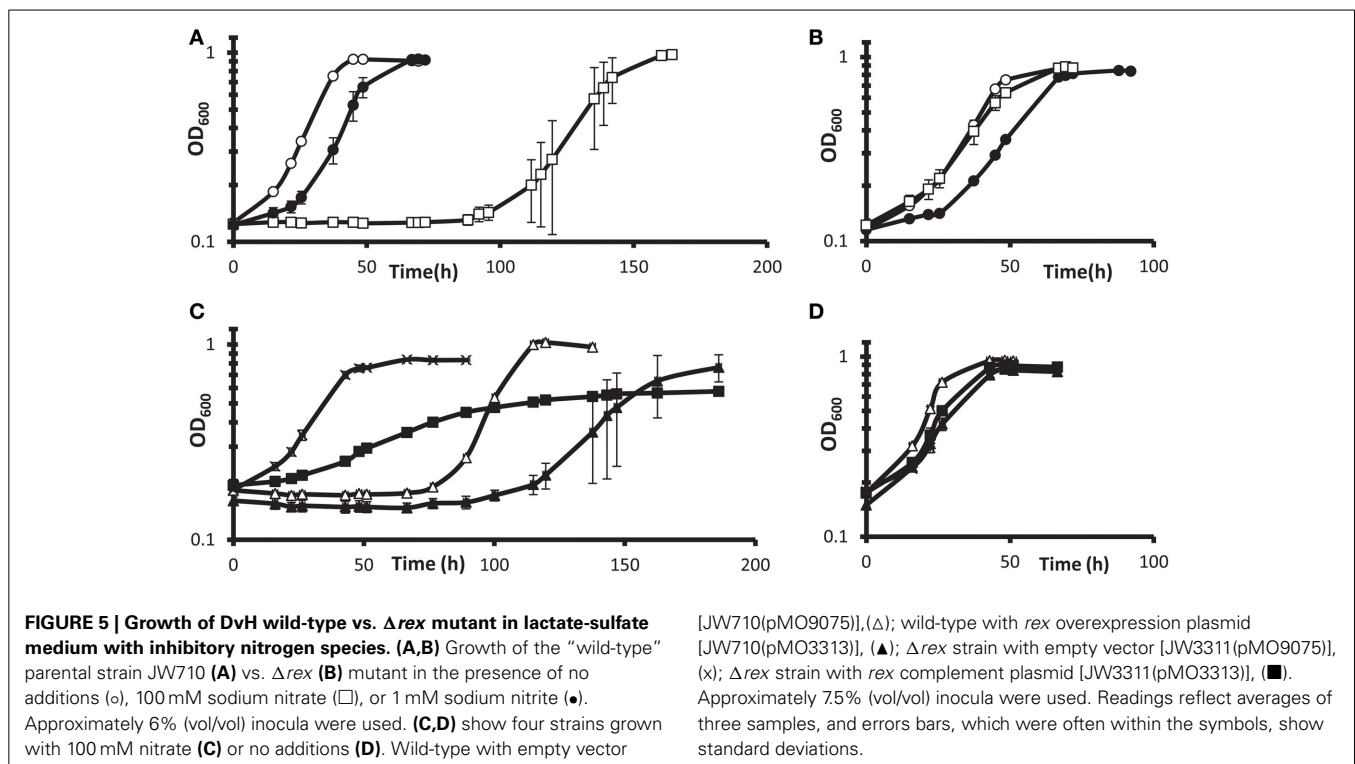 A
1
OD600
0.1
0 50 100 150 200
Time(h)
B
1
OD600
0.1
0 50 100
Time(h)
C
1
OD600
0.1
0 50 100 150 200
Time (h)
D
1
OD600
0.1
0 50 100
Time (h)
FIGURE 5 | Growth of DvH wild-type vs. Δrex mutant in lactate-sulfate
medium with inhibitory nitrogen species. (A,B) Growth of the "wild-type"
parental strain JW710 (A) vs. Δrex (B) mutant in the presence of no
additions (○), 100 mM sodium nitrate (□), or 1 mM sodium nitrite (●).
Approximately 6% (vol/vol) inocula were used. (C,D) show four strains grown
with 100 mM nitrate (C) or no additions (D). Wild-type with empty vector
[JW710(pMO9075)],(△); wild-type with rex overexpression plasmid
[JW710(pMO3313)], (▲); Δrex strain with empty vector [JW3311(pMO9075)],
(x); Δrex strain with rex complement plasmid [JW3311(pMO3313)], (■).
Approximately 7.5% (vol/vol) inocula were used. Readings reflect averages of
three samples, and errors bars, which were often within the symbols, show
standard deviations.